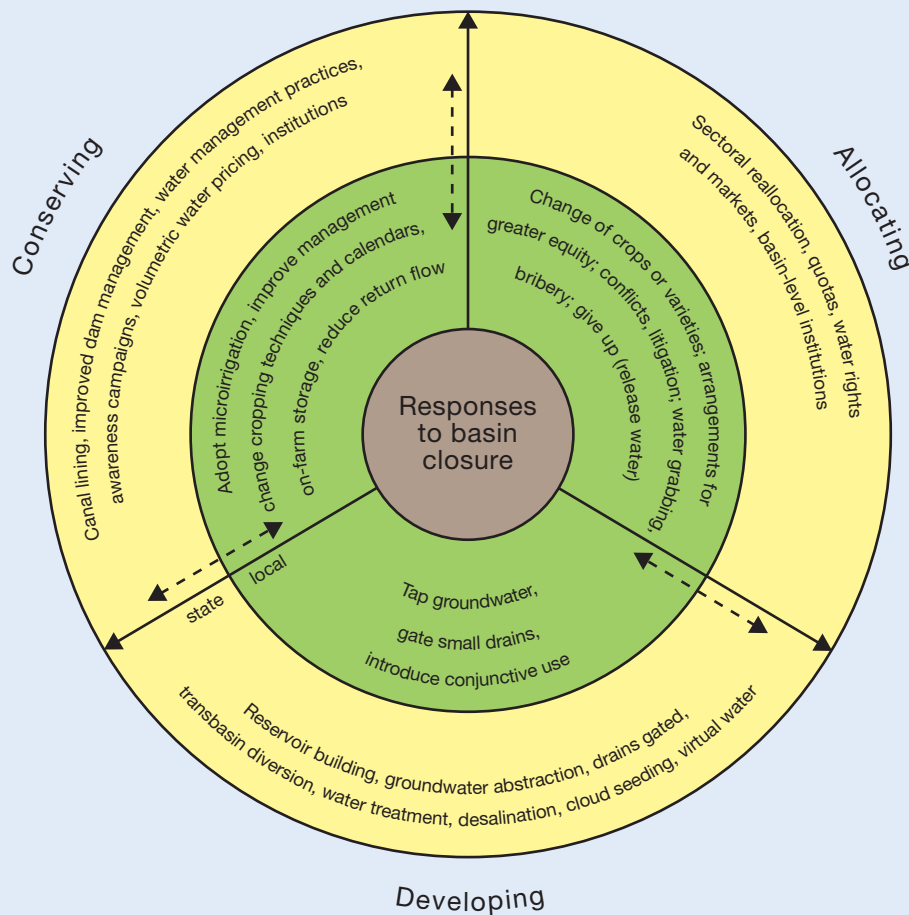 Conserving
Canal lining, improved dam management, water management practices,
awareness campaigns, volumetric water pricing, institutions
Adopt microirrigation, improve management
change cropping techniques and calendars,
on-farm storage, reduce return flow
Allocating
Sectoral reallocation, quotas, water rights
and markets, basin-level institutions
Change of crops or varieties; arrangements for
greater equity; conflicts, litigation; water grabbing,
bribery; give up (release water)
Responses
to basin
closure
local
state
Tap groundwater,
gate small drains,
introduce conjunctive use
Reservoir building, groundwater abstraction, drains gated,
transbasin diversion, water treatment, desalination, cloud seeding, virtual water
Developing